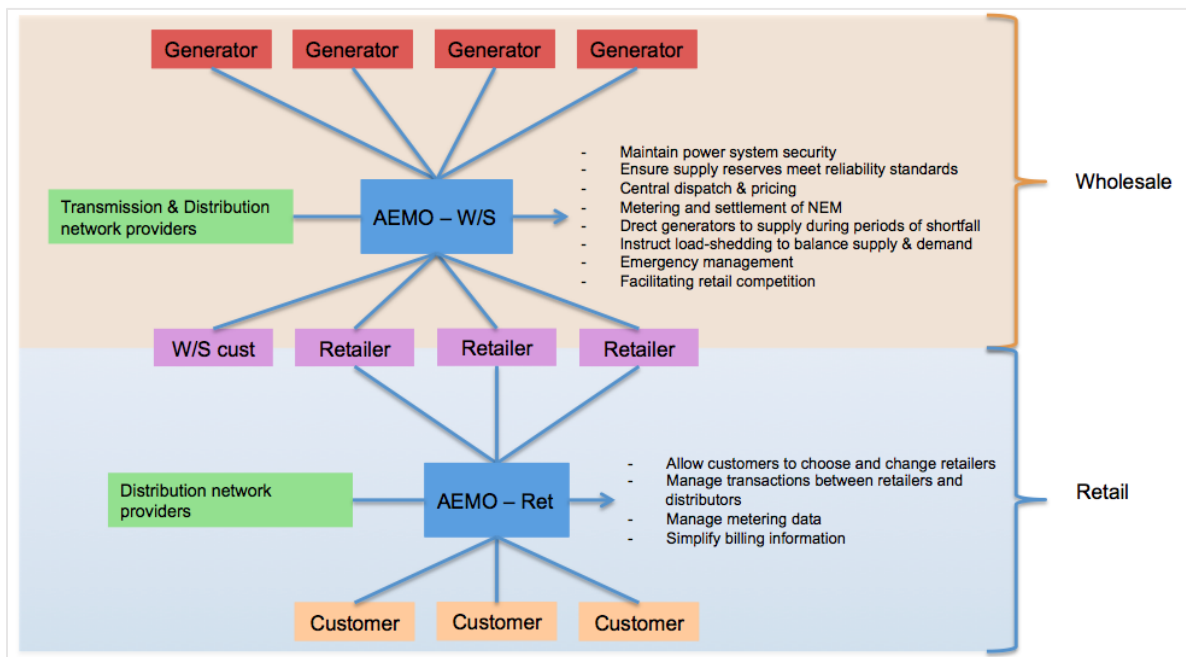 Generator
Generator
Generator
Generator
- Maintain power system security
- Ensure supply reserves meet reliability standards
- Central dispatch & pricing
- Metering and settlement of NEM
- Drect generators to supply during periods of shortfall
- Instruct load-shedding to balance supply & demand
- Emergency management
- Facilitating retail competition
Wholesale
Transmission & Distribution
network providers
AEMO – W/S
W/S cust
Retailer
Retailer
Retailer
- Allow customers to choose and change retailers
- Manage transactions between retailers and
distributors
- Manage metering data
- Simplify billing information
Retail
Distribution network
providers
AEMO – Ret
Customer
Customer
Customer